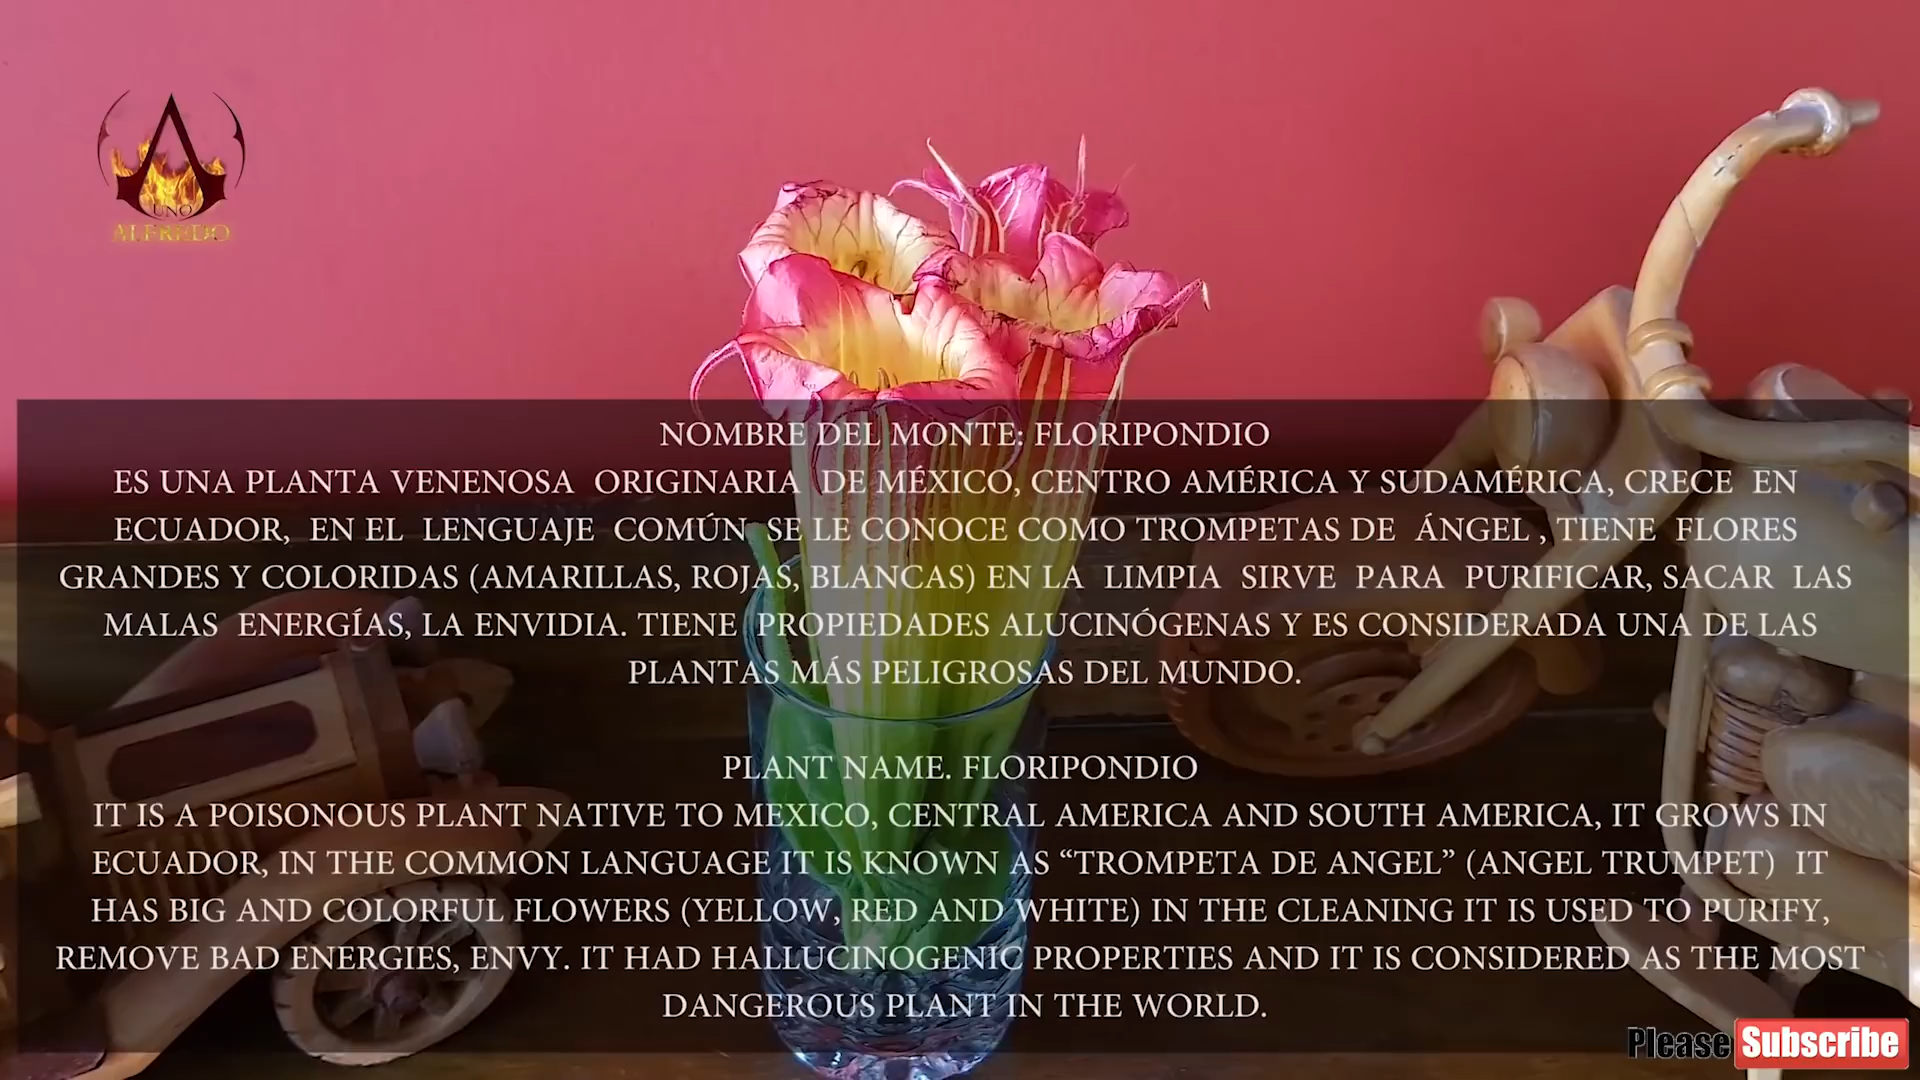 UNO
ALFREDO
NOMBRE DEL MONTE: FLORIPONDIO
ES UNA PLANTA VENENOSA ORIGINARIA DE MÉXICO, CENTRO AMÉRICA Y SUDAMÉRICA, CRECE EN
ECUADOR, EN EL LENGUAJE COMÚN SE LE CONOCE COMO TROMPETAS DE ÁNGEL , TIENE FLORES
GRANDES Y COLORIDAS (AMARILLAS, ROJAS, BLANCAS) EN LA LIMPIA SIRVE PARA PURIFICAR, SACAR LAS
MALAS ENERGÍAS, LA ENVIDIA. TIENE PROPIEDADES ALUCINÓGENAS Y ES CONSIDERADA UNA DE LAS
PLANTAS MÁS PELIGROSAS DEL MUNDO.
PLANT NAME. FLORIPONDIO
IT IS A POISONOUS PLANT NATIVE TO MEXICO, CENTRAL AMERICA AND SOUTH AMERICA, IT GROWS IN
ECUADOR, IN THE COMMON LANGUAGE IT IS KNOWN AS “TROMPETA DE ANGEL” (ANGEL TRUMPET) IT
HAS BIG AND COLORFUL FLOWERS (YELLOW, RED AND WHITE) IN THE CLEANING IT IS USED TO PURIFY,
REMOVE BAD ENERGIES, ENVY. IT HAD HALLUCINOGENIC PROPERTIES AND IT IS CONSIDERED AS THE MOST
DANGEROUS PLANT IN THE WORLD.
Please Subscribe